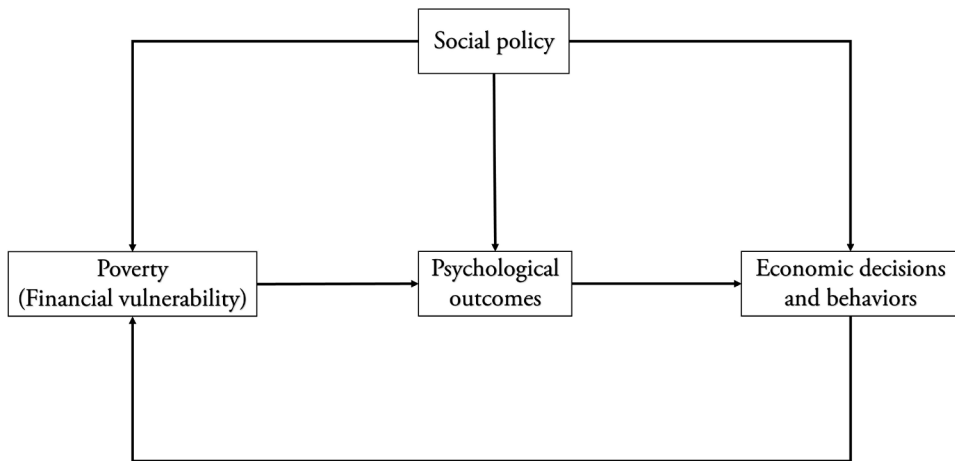 Social policy
Poverty
(Financial vulnerability)
Psychological
outcomes
Economic decisions
and behaviors